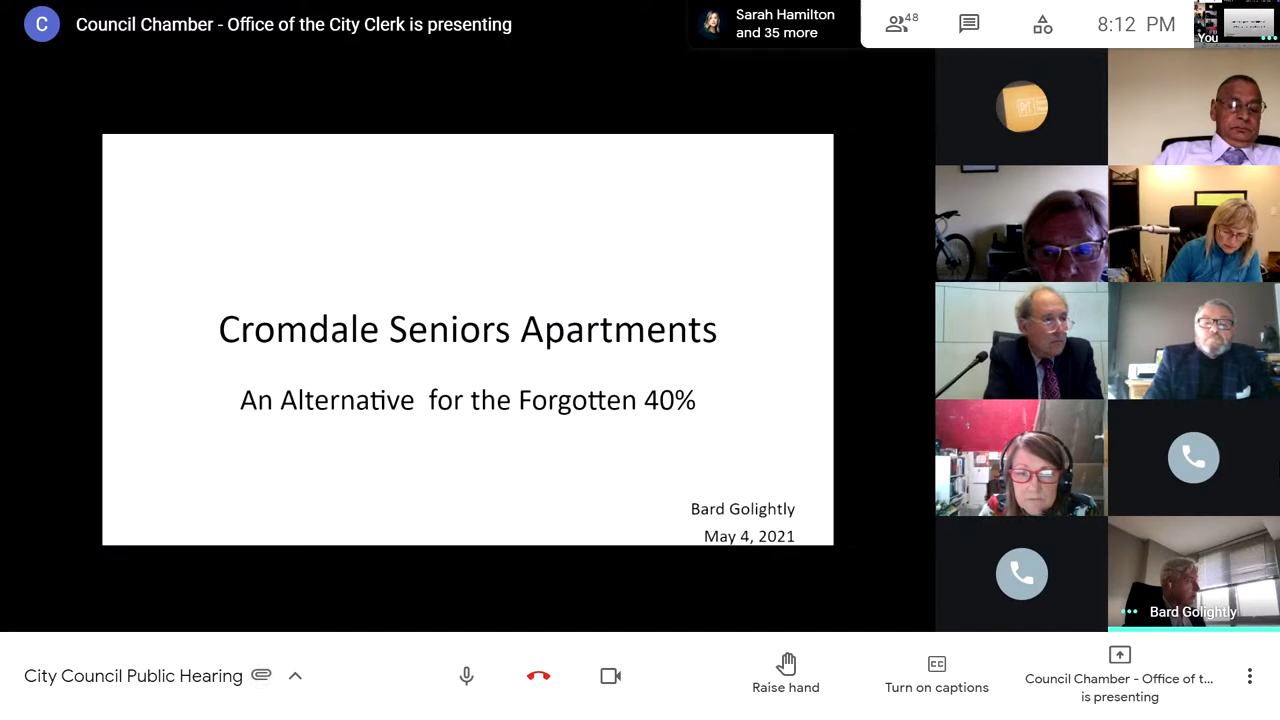 C
Council Chamber - Office of the City Clerk is presenting
Sarah Hamilton
and 35 more
48
8:12 PM
You
Cromdale Seniors Apartments
An Alternative for the Forgotten 40%
Bard Golightly
May 4, 2021
Bard Golightly
City Council Public Hearing
Raise hand
CC
Turn on captions
Council Chamber - Office of t...
is presenting